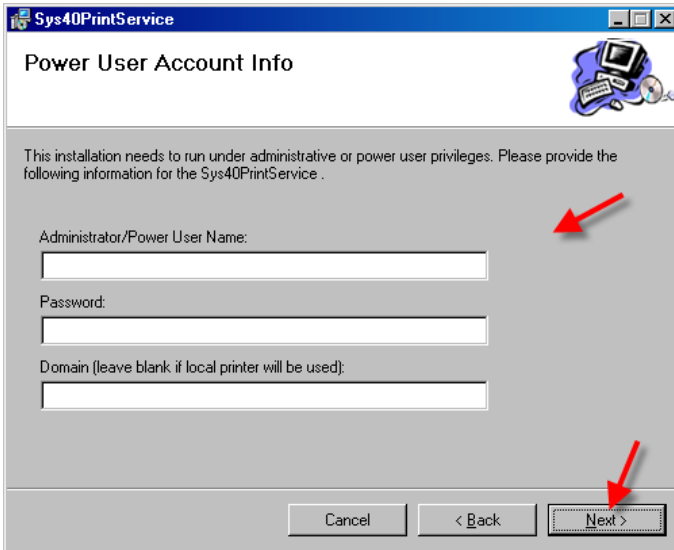 Sys40PrintService
Power User Account Info
This installation needs to run under administrative or power user privileges. Please provide the
following information for the Sys40PrintService .
Administrator/Power User Name:
Password:
Domain (leave blank if local printer will be used):
Cancel
< Back
Next >